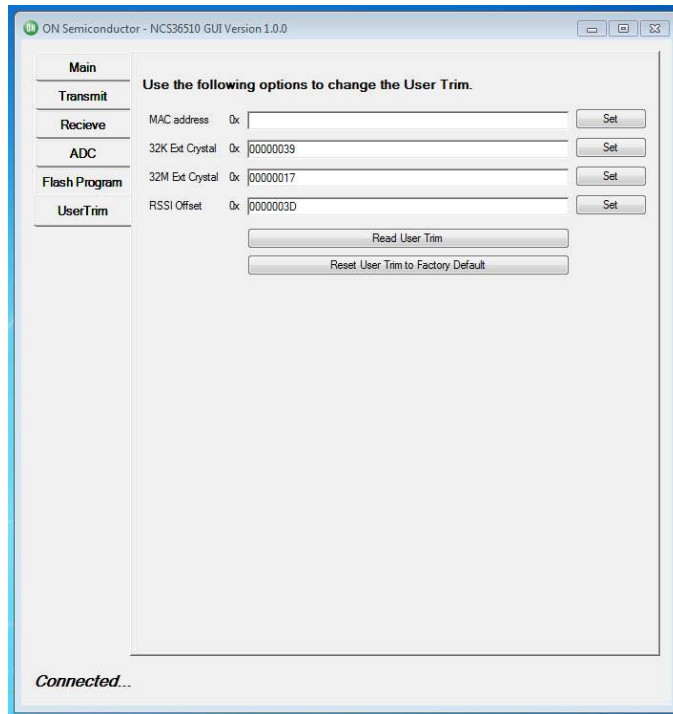 ON ON Semiconductor - NCS36510 GUI Version 1.0.0
Main
Transmit
Recieve
ADC
Flash Program
UserTrim
Use the following options to change the User Trim.
MAC address 0x Set
32K Ext Crystal 0x 00000039 Set
32M Ext Crystal 0x 00000017 Set
RSSI Offset 0x 0000003D Set
Read User Trim
Reset User Trim to Factory Default
Connected...